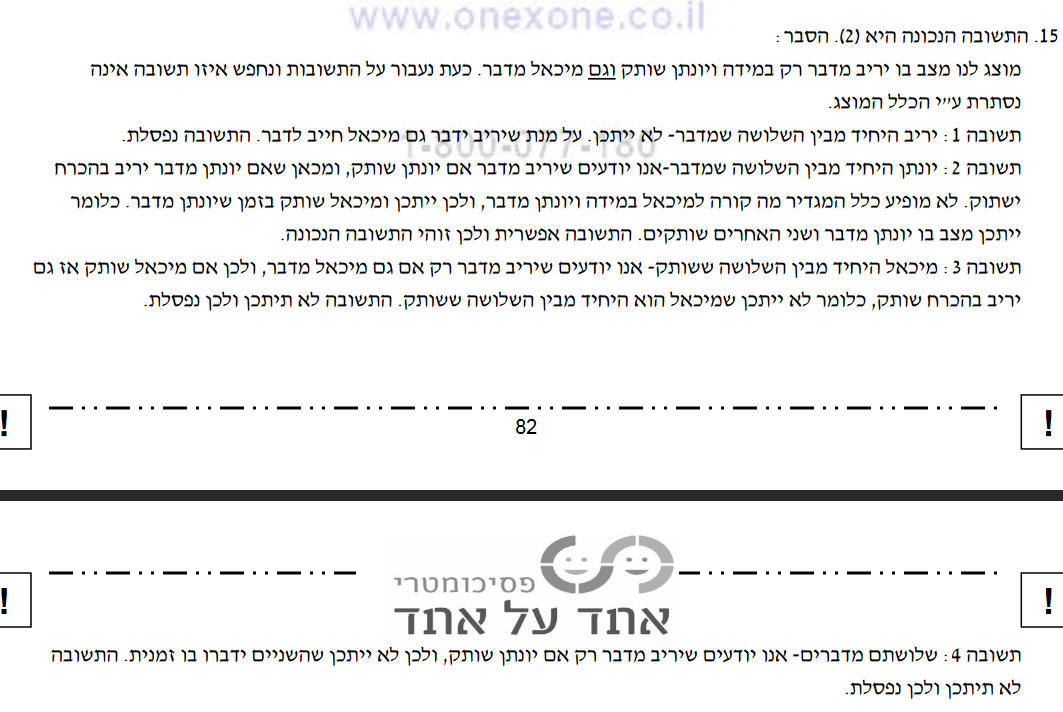 www.onexone.co.il
15. התשובה הנכונה היא (2). הסבר:
מוצג לנו מצב בו יריב מדבר רק במידה ויונתן שותק וגם מיכאל מדבר. כעת נעבור על התשובות ונחפש איזו תשובה אינה
נסתרת ע״י הכלל המוצג.
1-800-077-180
תשובה 1: יריב היחיד מבין השלושה שמדבר- לא ייתכן. על מנת שיריב ידבר גם מיכאל חייב לדבר. התשובה נפסלת.
תשובה 2: יונתן היחיד מבין השלושה שמדבר-אנו יודעים שיריב מדבר אם יונתן שותק, ומכאן שאם יונתן מדבר יריב בהכרח
ישתוק. לא מופיע כלל המגדיר מה קורה למיכאל במידה ויונתן מדבר, ולכן ייתכן ומיכאל שותק בזמן שיונתן מדבר. כלומר
ייתכן מצב בו יונתן מדבר ושני האחרים שותקים. התשובה אפשרית ולכן זוהי התשובה הנכונה.
תשובה 3: מיכאל היחיד מבין השלושה ששותק- אנו יודעים שיריב מדבר רק אם גם מיכאל מדבר, ולכן אם מיכאל שותק אז גם
יריב בהכרח שותק, כלומר לא ייתכן שמיכאל הוא היחיד מבין השלושה ששותק. התשובה לא תיתכן ולכן נפסלת.
! !
82
! !
פסיכומטרי
אחד על אחד
תשובה 4: שלושתם מדברים- אנו יודעים שיריב מדבר רק אם יונתן שותק, ולכן לא ייתכן שהשניים ידברו בו זמנית. התשובה
לא תיתכן ולכן נפסלת.